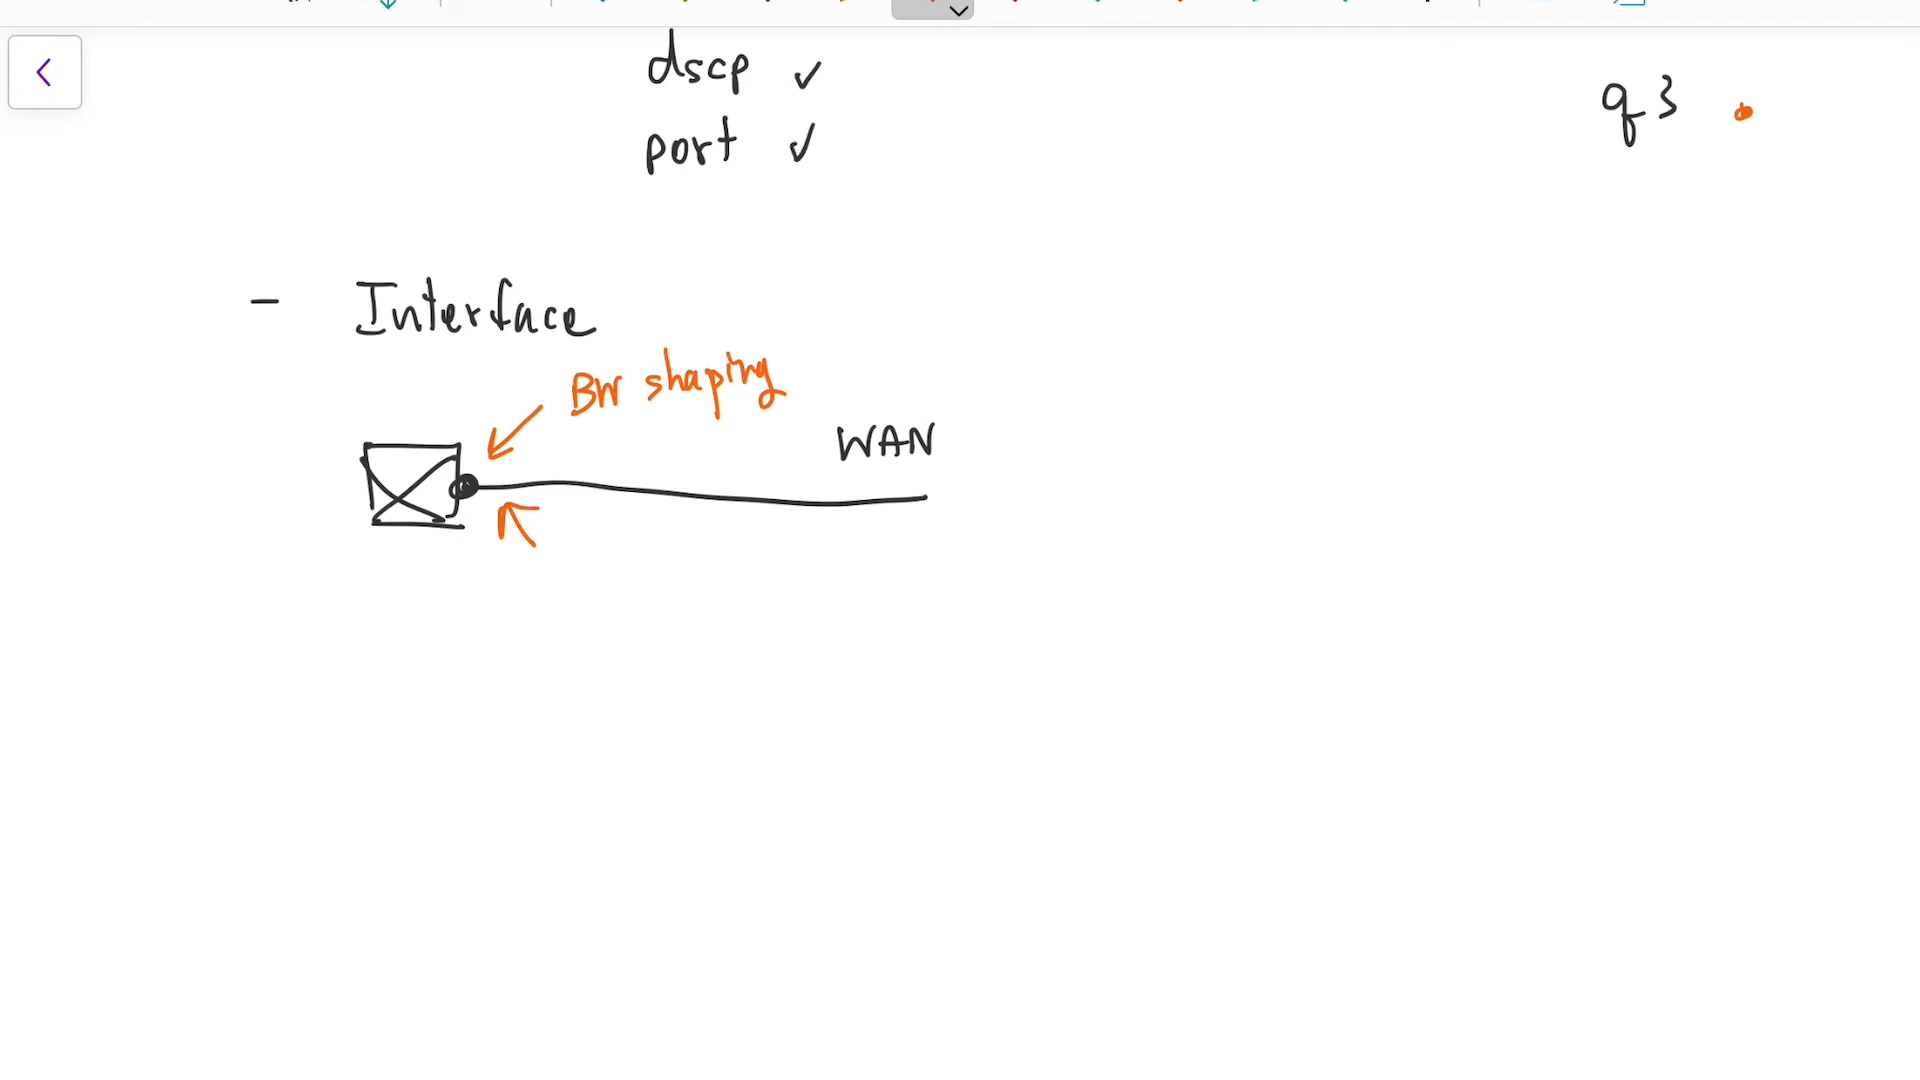 dscp ✓
q3
port ✓
- Interface
BW shaping
WAN